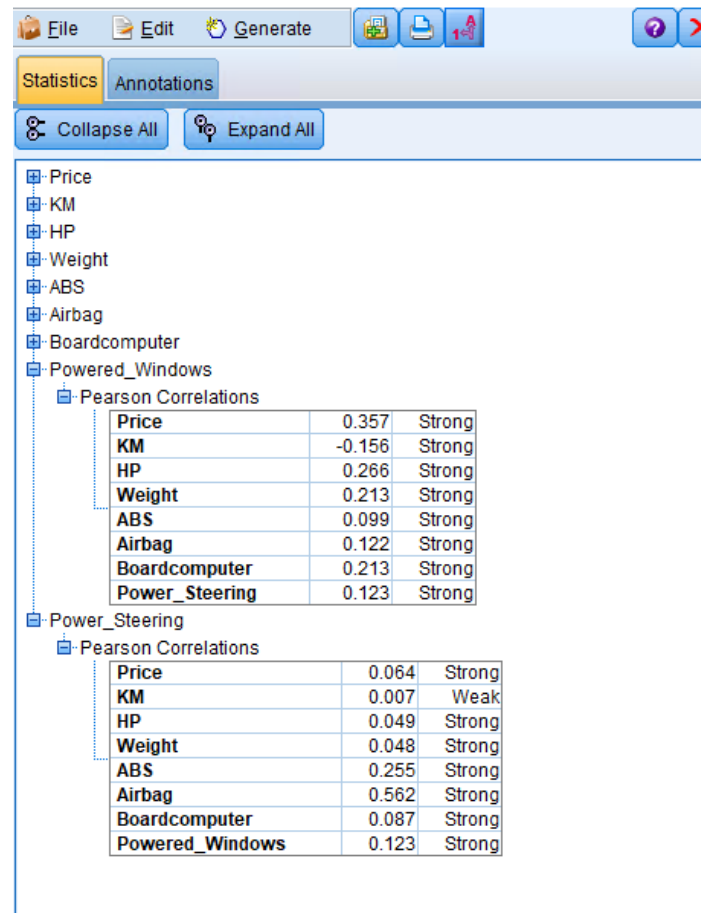 File Edit Generate
Statistics Annotations
Collapse All Expand All
Price
KM
HP
Weight
ABS
Airbag
Boardcomputer
Powered_Windows
Pearson Correlations
Price 0.357 Strong
KM -0.156 Strong
HP 0.266 Strong
Weight 0.213 Strong
ABS 0.099 Strong
Airbag 0.122 Strong
Boardcomputer 0.213 Strong
Power_Steering 0.123 Strong
Power_Steering
Pearson Correlations
Price 0.064 Strong
KM 0.007 Weak
HP 0.049 Strong
Weight 0.048 Strong
ABS 0.255 Strong
Airbag 0.562 Strong
Boardcomputer 0.087 Strong
Powered_Windows 0.123 Strong